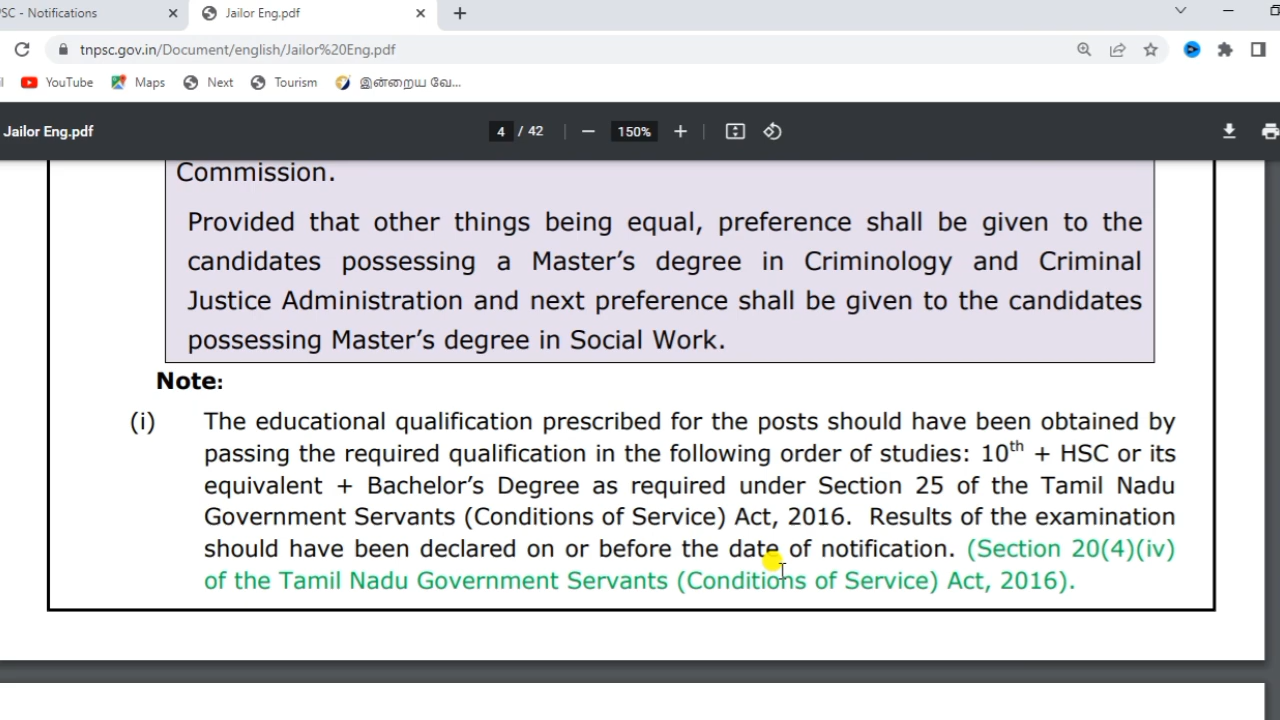 SC - Notifications
Jailor Eng.pdf
tnpsc.gov.in/Document/english/Jailor%20Eng.pdf
YouTube Maps Next Tourism இன்றைய வே...
Jailor Eng.pdf 4 / 42 150%
Commission.
Provided that other things being equal, preference shall be given to the
candidates possessing a Master's degree in Criminology and Criminal
Justice Administration and next preference shall be given to the candidates
possessing Master's degree in Social Work.
Note:
(i) The educational qualification prescribed for the posts should have been obtained by
passing the required qualification in the following order of studies: 10th + HSC or its
equivalent + Bachelor's Degree as required under Section 25 of the Tamil Nadu
Government Servants (Conditions of Service) Act, 2016. Results of the examination
should have been declared on or before the date of notification. (Section 20(4)(iv)
of the Tamil Nadu Government Servants (Conditions of Service) Act, 2016).